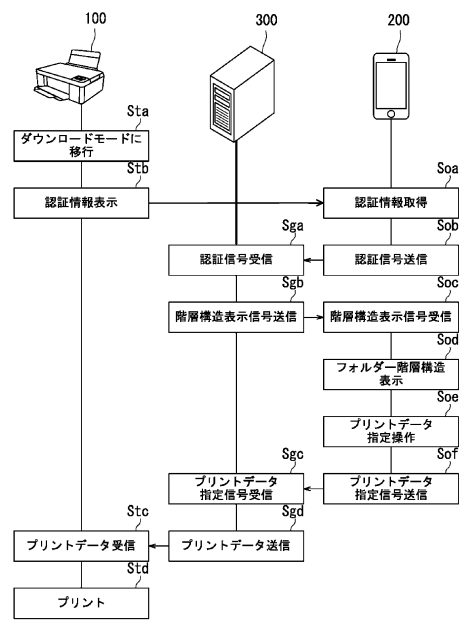 100
300
200
Sta
ダウンロードモードに
移行
Stb
認証情報表示
Soa
認証情報取得
Sga
認証信号受信
Sob
認証信号送信
Sgb
階層構造表示信号送信
Soc
階層構造表示信号受信
Sod
フォルダー階層構造
表示
Soe
プリントデータ
指定操作
Sgc
プリントデータ
指定信号受信
Sof
プリントデータ
指定信号送信
Stc
プリントデータ受信
Sgd
プリントデータ送信
Std
プリント